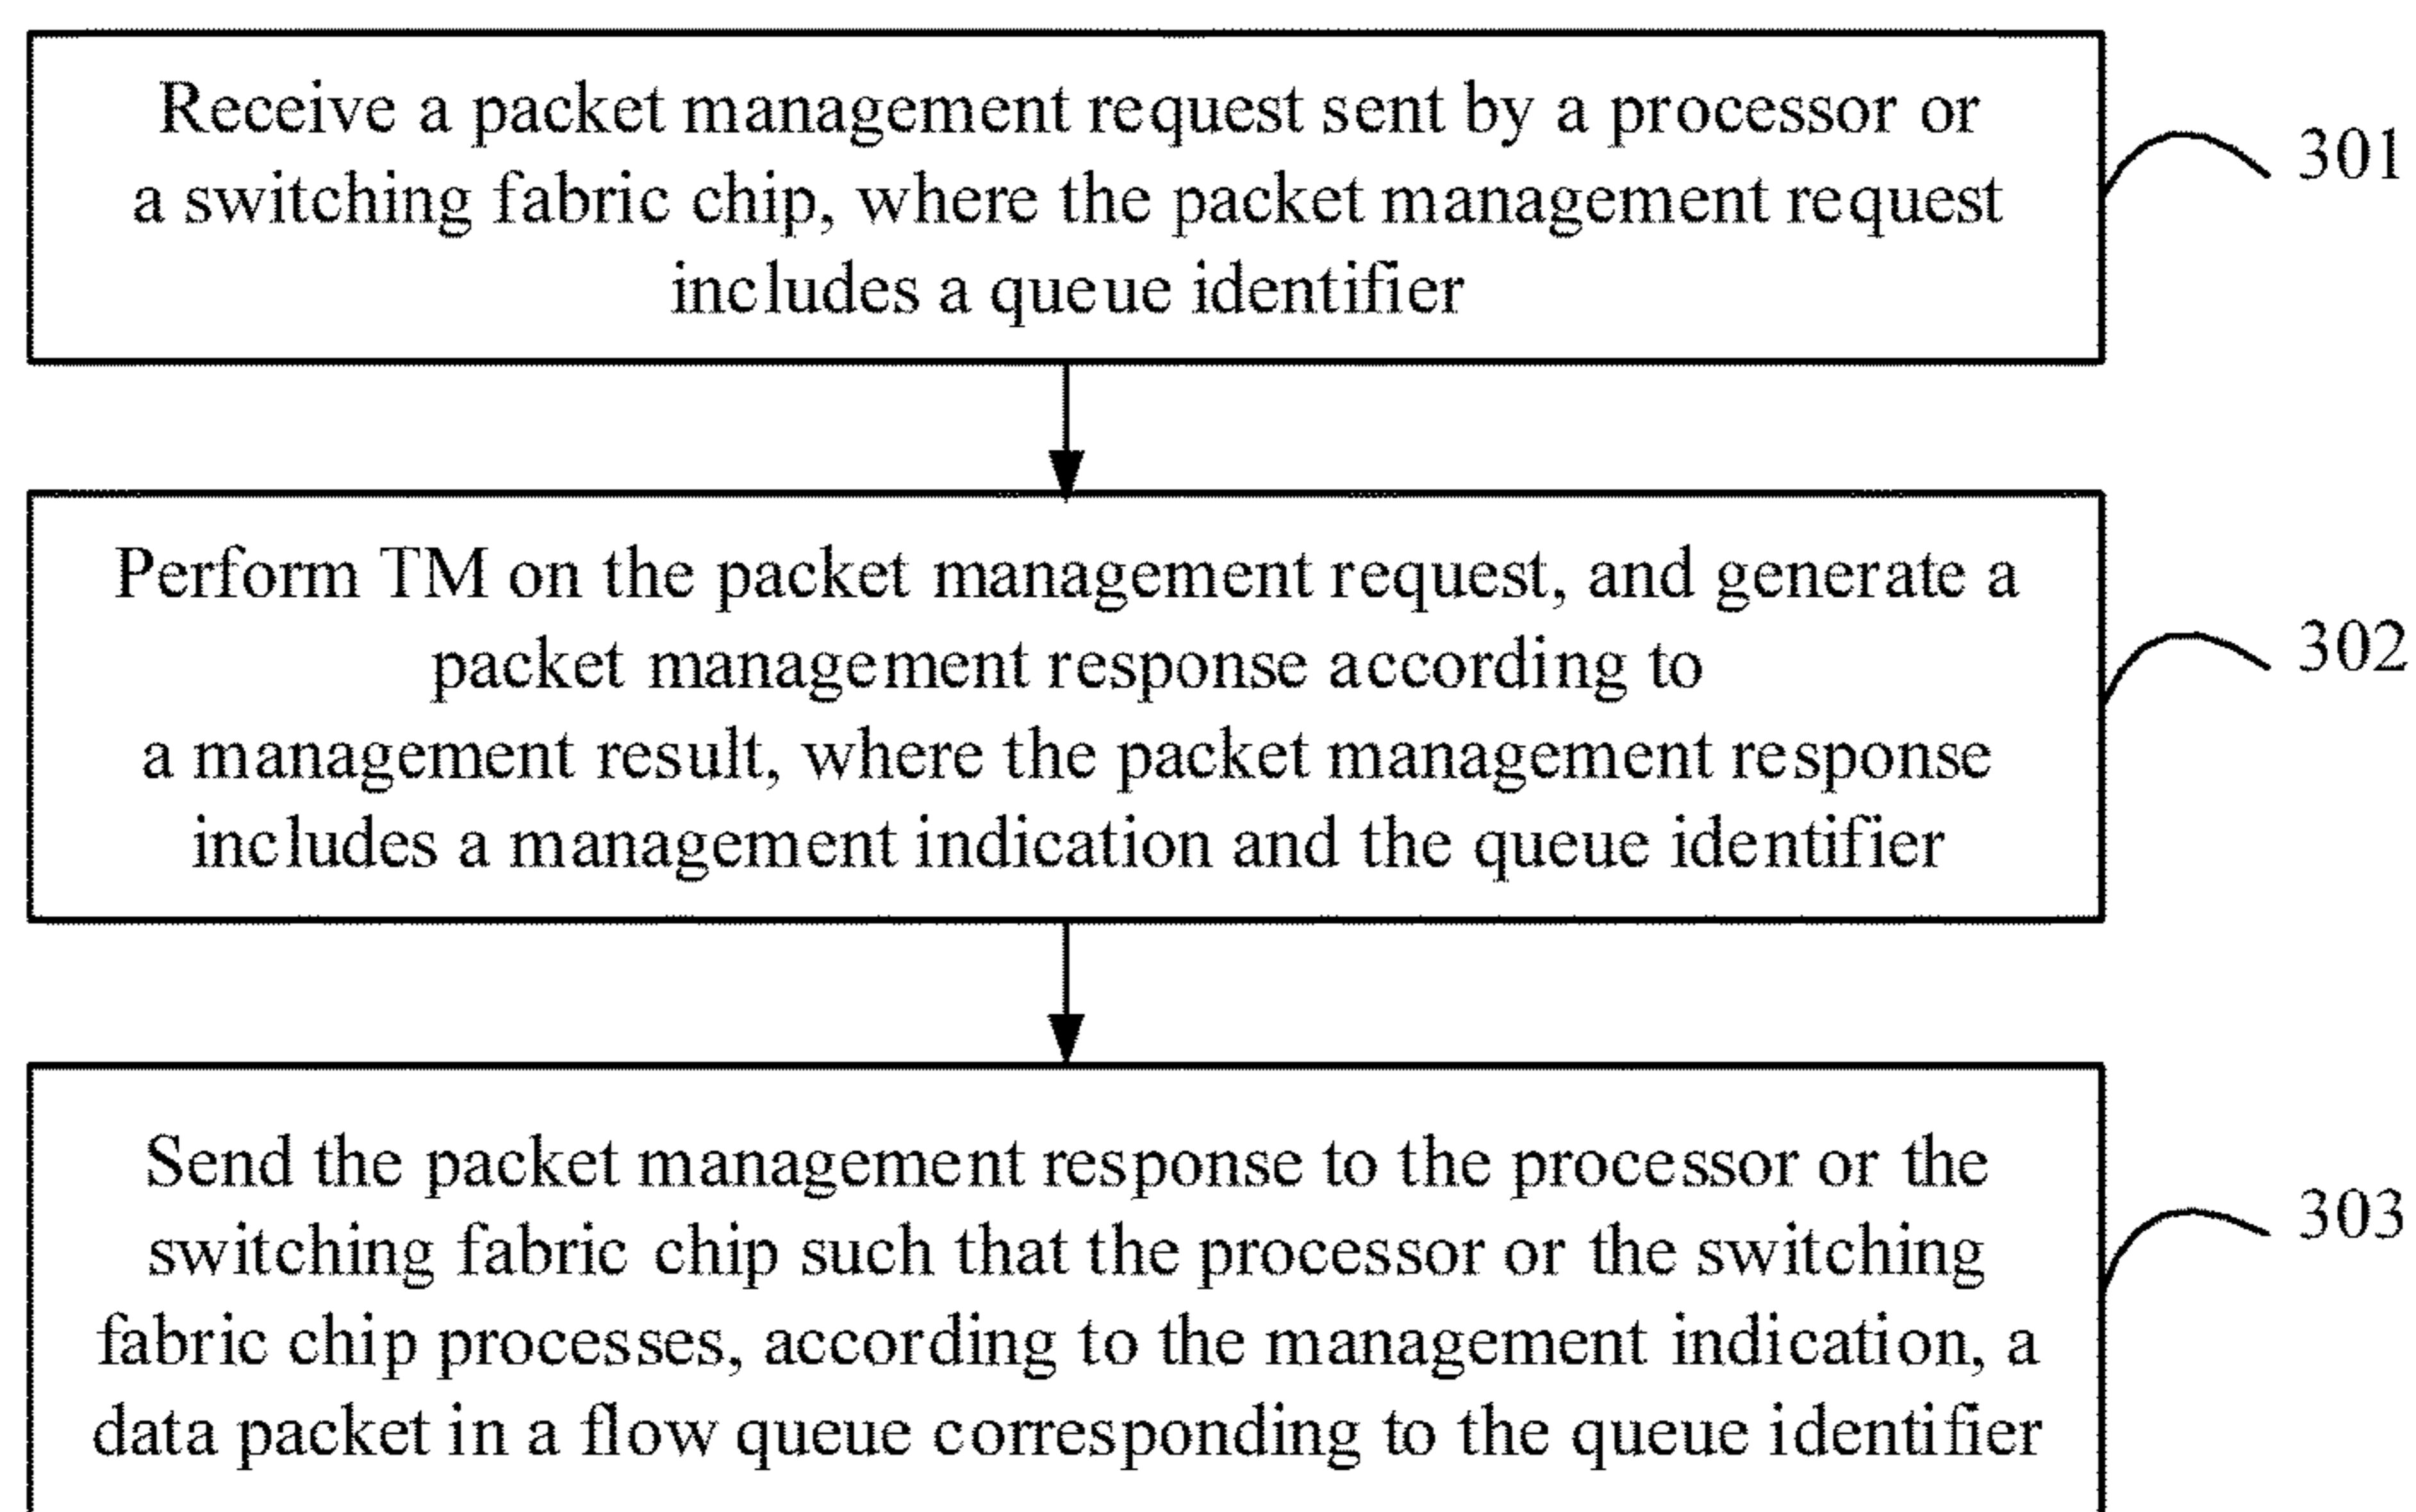 Receive a packet management request sent by a processor or
a switching fabric chip, where the packet management request
includes a queue identifier
301
Perform TM on the packet management request, and generate a
packet management response according to
a management result, where the packet management response
includes a management indication and the queue identifier
302
Send the packet management response to the processor or the
switching fabric chip such that the processor or the switching
fabric chip processes, according to the management indication, a
data packet in a flow queue corresponding to the queue identifier
303